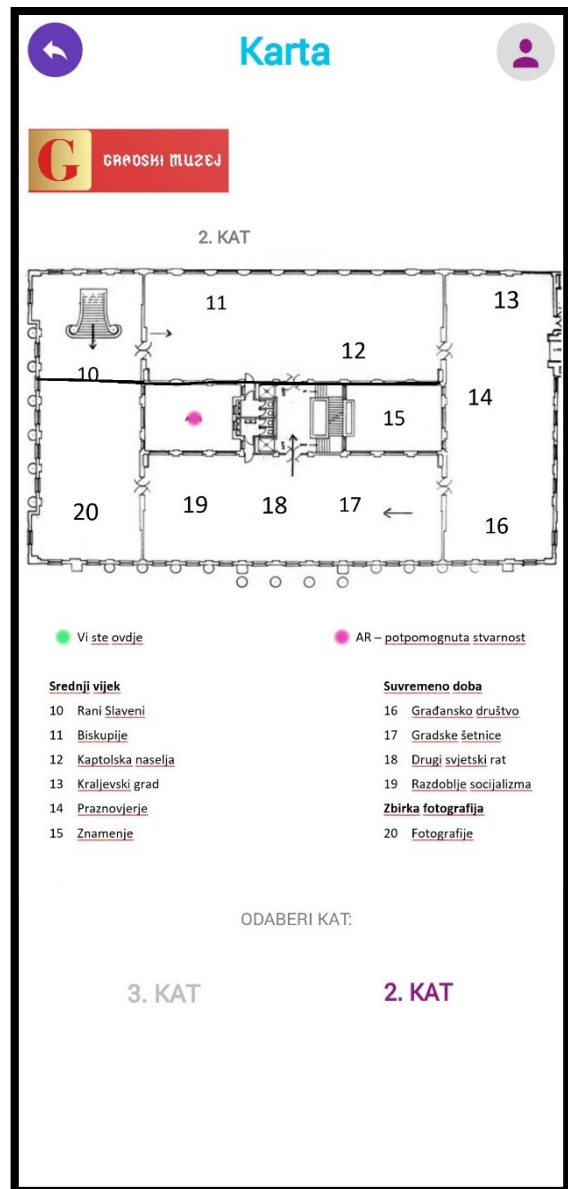 Karta
G GRADSKI MUZEJ
2. KAT
11
13
12
10
14
15
20
19
18
17
16
Vi ste ovdje
AR – potpomognuta stvarnost
Srednji vijek
10 Rani Slaveni
11 Biskupije
12 Kaptolska naselja
13 Kraljevski grad
14 Praznovjerje
15 Znamenje
Suvremeno doba
16 Građansko društvo
17 Gradske šetnice
18 Drugi svjetski rat
19 Razdoblje socijalizma
Zbirka fotografija
20 Fotografije
ODABERI KAT:
3. KAT
2. KAT